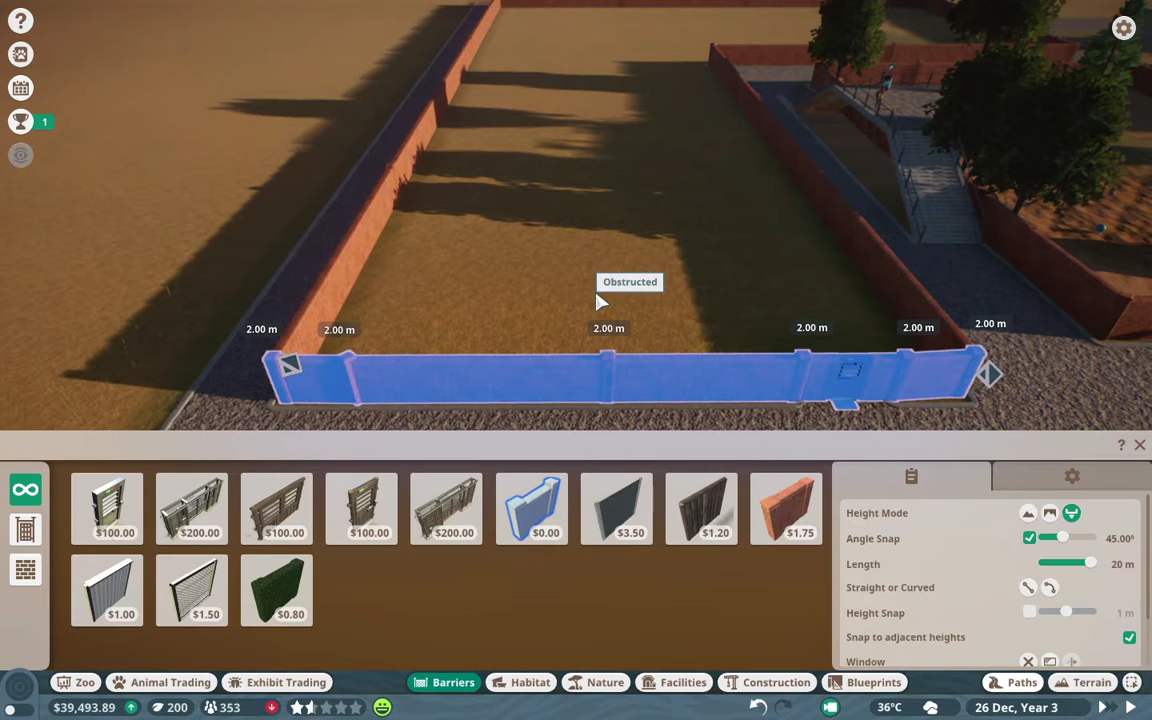 1
Obstructed
2.00 m
2.00 m
2.00 m
2.00 m
2.00 m
2.00 m
?
$100.00
$200.00
$100.00
$100.00
$200.00
$0.00
$3.50
$1.20
$1.75
$1.00
$1.50
$0.80
Height Mode
Angle Snap
45.00°
Length
20 m
Straight or Curved
Height Snap
1 m
Snap to adjacent heights
Window
Zoo
Animal Trading
Exhibit Trading
Barriers
Habitat
Nature
Facilities
Construction
Blueprints
Paths
Terrain
$39,493.89
200
353
36°C
26 Dec, Year 3